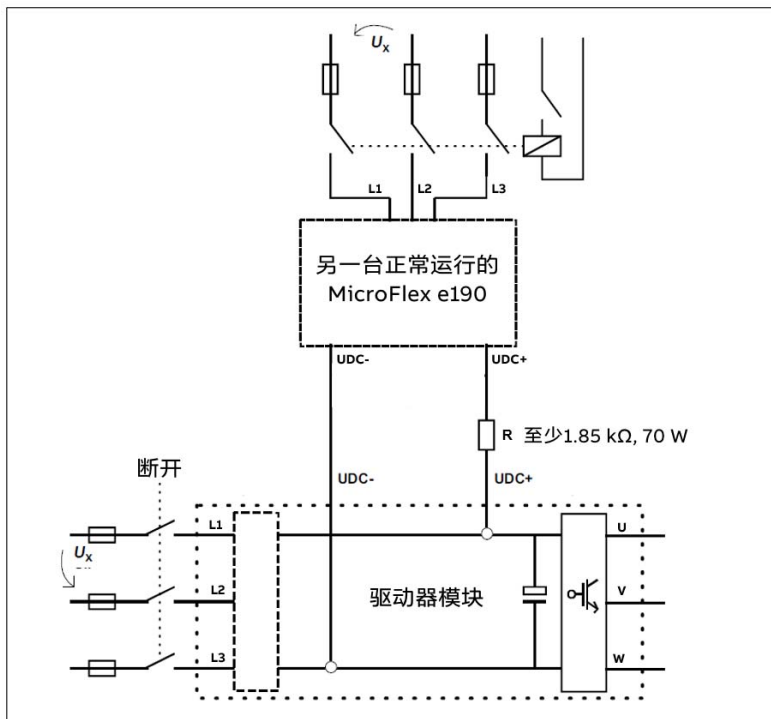 Ux
L1 L2 L3
另一台正常运行的
MicroFlex e190
UDC- UDC+
R 至少1.85 kΩ, 70 W
断开
UDC- UDC+
L1
U
Ux
L2
驱动器模块
V
L3
W